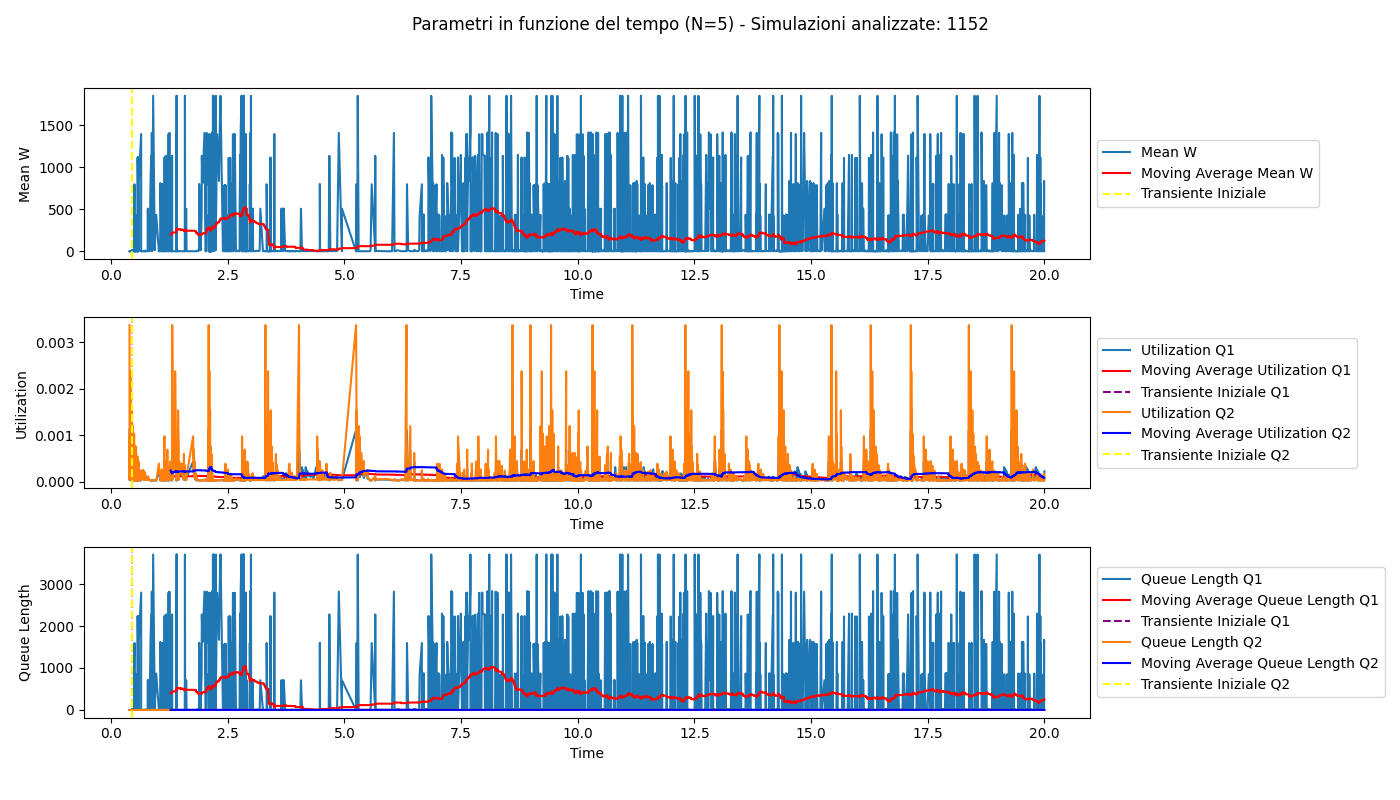 Parametri in funzione del tempo (N=5) - Simulazioni analizzate: 1152
Mean W
1500
1000
500
0
0.0 2.5 5.0 7.5 10.0 12.5 15.0 17.5 20.0
Time
Mean W
Moving Average Mean W
Transiente Iniziale
Utilization
0.003
0.002
0.001
0.000
0.0 2.5 5.0 7.5 10.0 12.5 15.0 17.5 20.0
Time
Utilization Q1
Moving Average Utilization Q1
Transiente Iniziale Q1
Utilization Q2
Moving Average Utilization Q2
Transiente Iniziale Q2
Queue Length
3000
2000
1000
0
0.0 2.5 5.0 7.5 10.0 12.5 15.0 17.5 20.0
Time
Queue Length Q1
Moving Average Queue Length Q1
Transiente Iniziale Q1
Queue Length Q2
Moving Average Queue Length Q2
Transiente Iniziale Q2